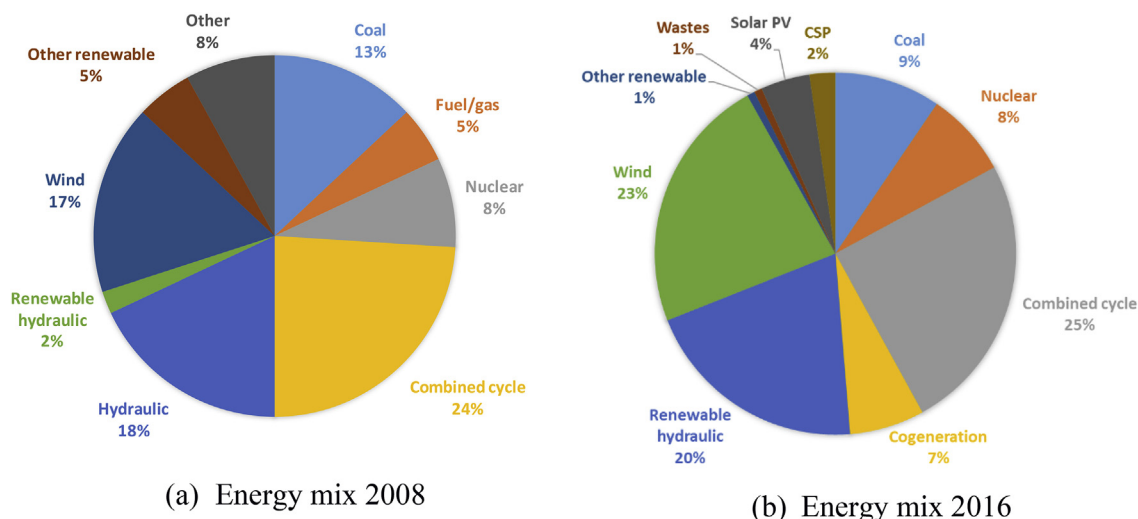 Other
8%
Coal
13%
Other renewable
5%
Fuel/gas
5%
Wind
17%
Nuclear
8%
Renewable
hydraulic
2%
Hydraulic
18%
Combined cycle
24%
(a) Energy mix 2008
Wastes
1%
Solar PV
4%
CSP
2%
Coal
9%
Other renewable
1%
Nuclear
8%
Wind
23%
Combined cycle
25%
Renewable
hydraulic
20%
Cogeneration
7%
(b) Energy mix 2016